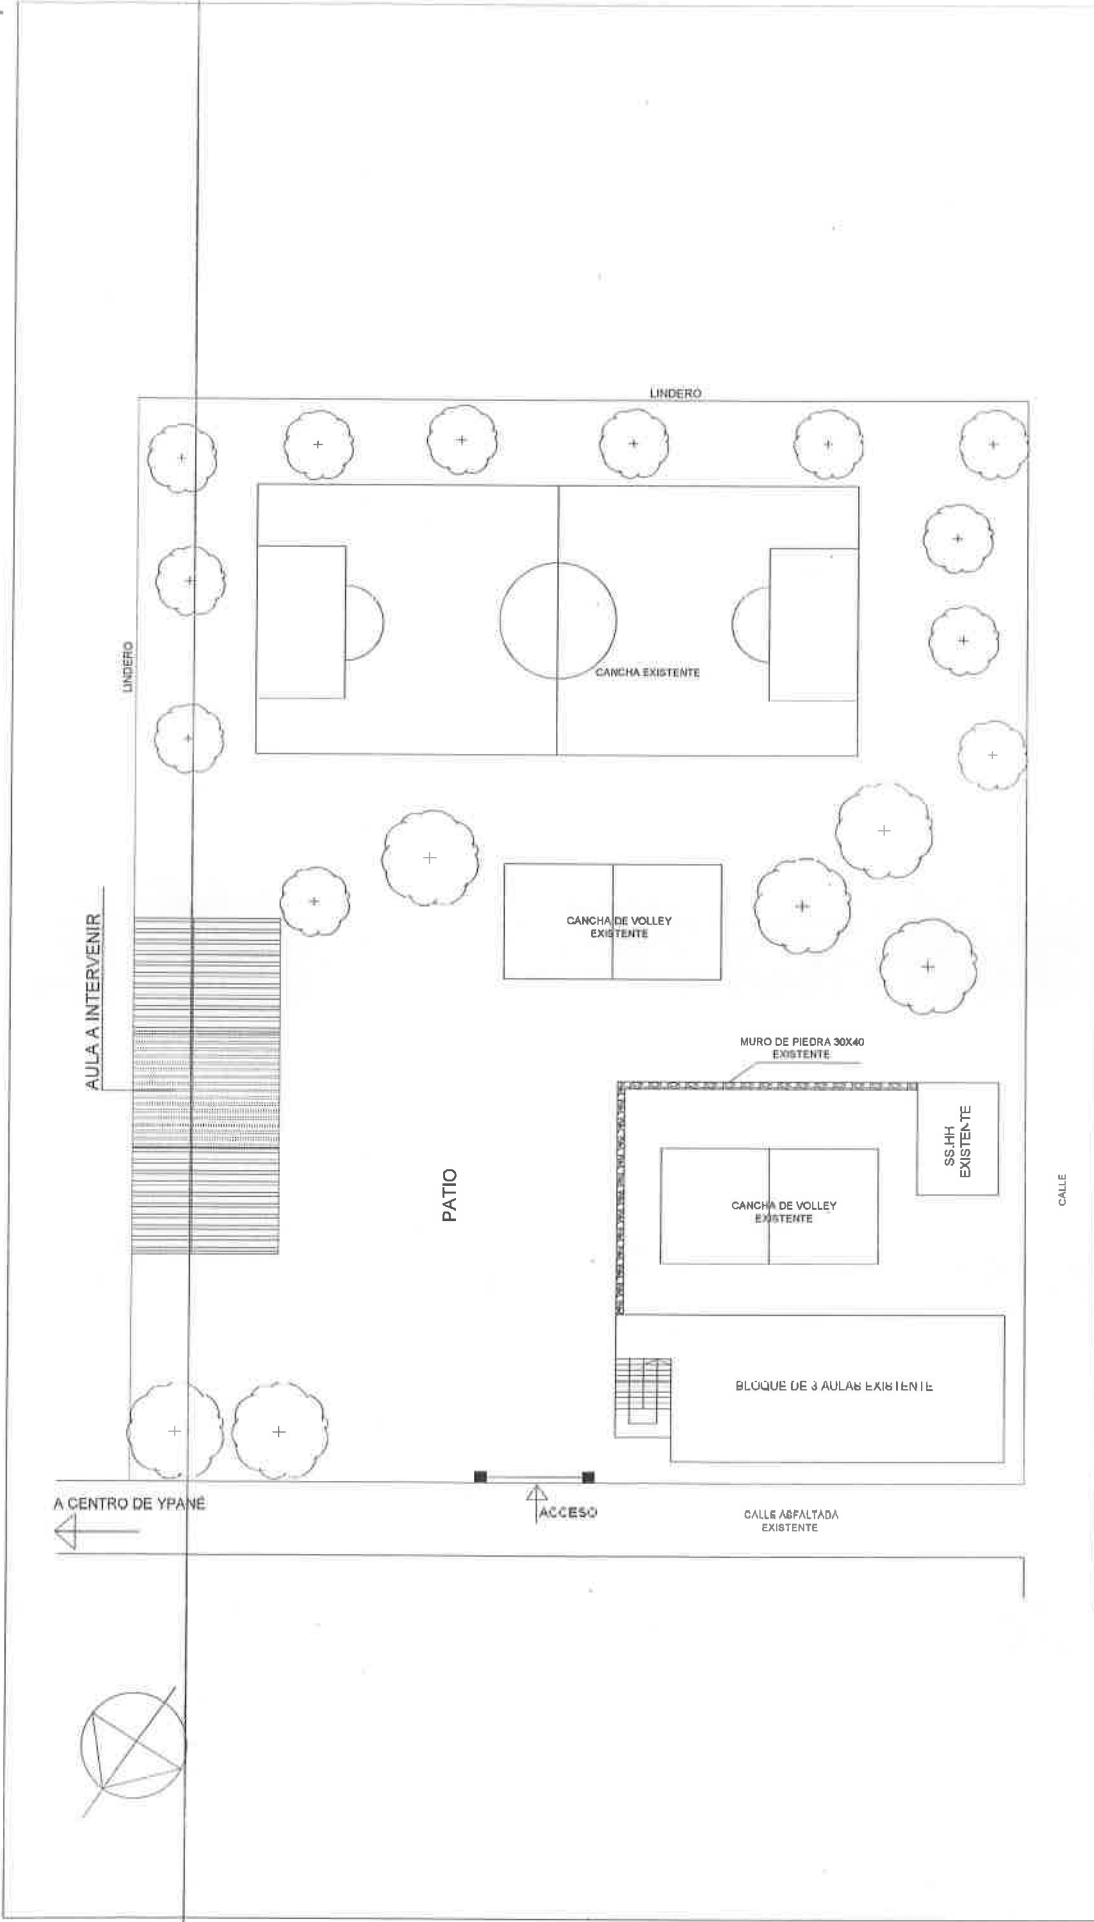 LINDERO
LINDERO
CANCHA EXISTENTE
AULA A INTERVENIR
CANCHA DE VOLLEY
EXISTENTE
MURO DE PIEDRA 30X40
EXISTENTE
SS.HH
EXISTENTE
PATIO
CANCHA DE VOLLEY
EXISTENTE
CALLE
BLOQUE DE 3 AULAS EXISTENTE
A CENTRO DE YPANÉ
ACCESO
CALLE ASFALTADA
EXISTENTE